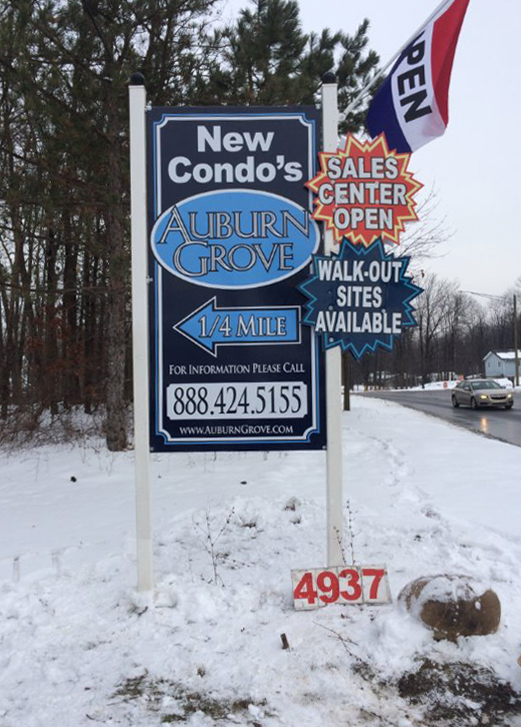 OPEN
New
Condo's
AUBURN
GROVE
1/4 MILE
FOR INFORMATION PLEASE CALL
888.424.5155
WWW.AUBURNGROVE.COM
SALES
CENTER
OPEN
WALK-OUT
SITES
AVAILABLE
4937